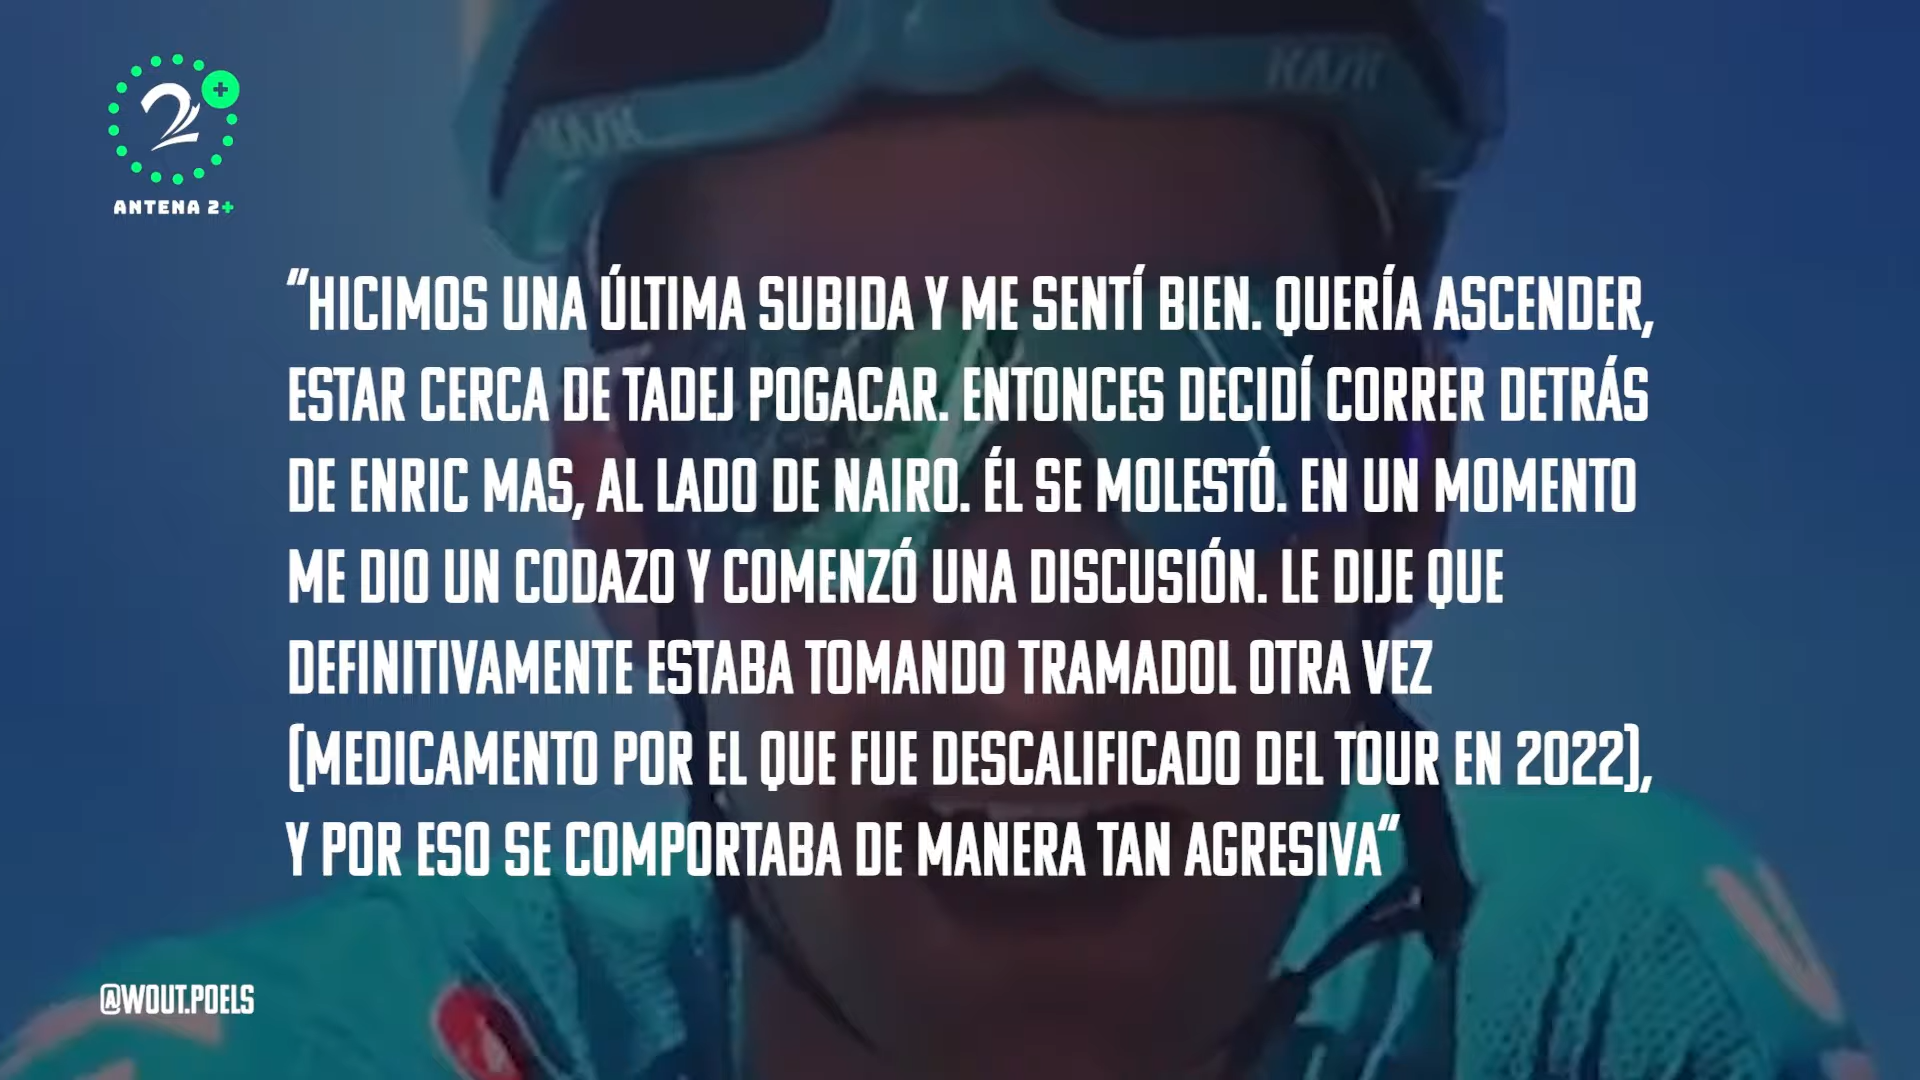 2+
ANTENA 2+
KASK
KASK
“HICIMOS UNA ÚLTIMA SUBIDA Y ME SENTÍ BIEN. QUERÍA ASCENDER,
ESTAR CERCA DE TADEJ POGACAR. ENTONCES DECIDÍ CORRER DETRÁS
DE ENRIC MAS, AL LADO DE NAIRO. ÉL SE MOLESTÓ. EN UN MOMENTO
ME DIO UN CODAZO Y COMENZÓ UNA DISCUSIÓN. LE DIJE QUE
DEFINITIVAMENTE ESTABA TOMANDO TRAMADOL OTRA VEZ
(MEDICAMENTO POR EL QUE FUE DESCALIFICADO DEL TOUR EN 2022),
Y POR ESO SE COMPORTABA DE MANERA TAN AGRESIVA”
@WOUT.POELS